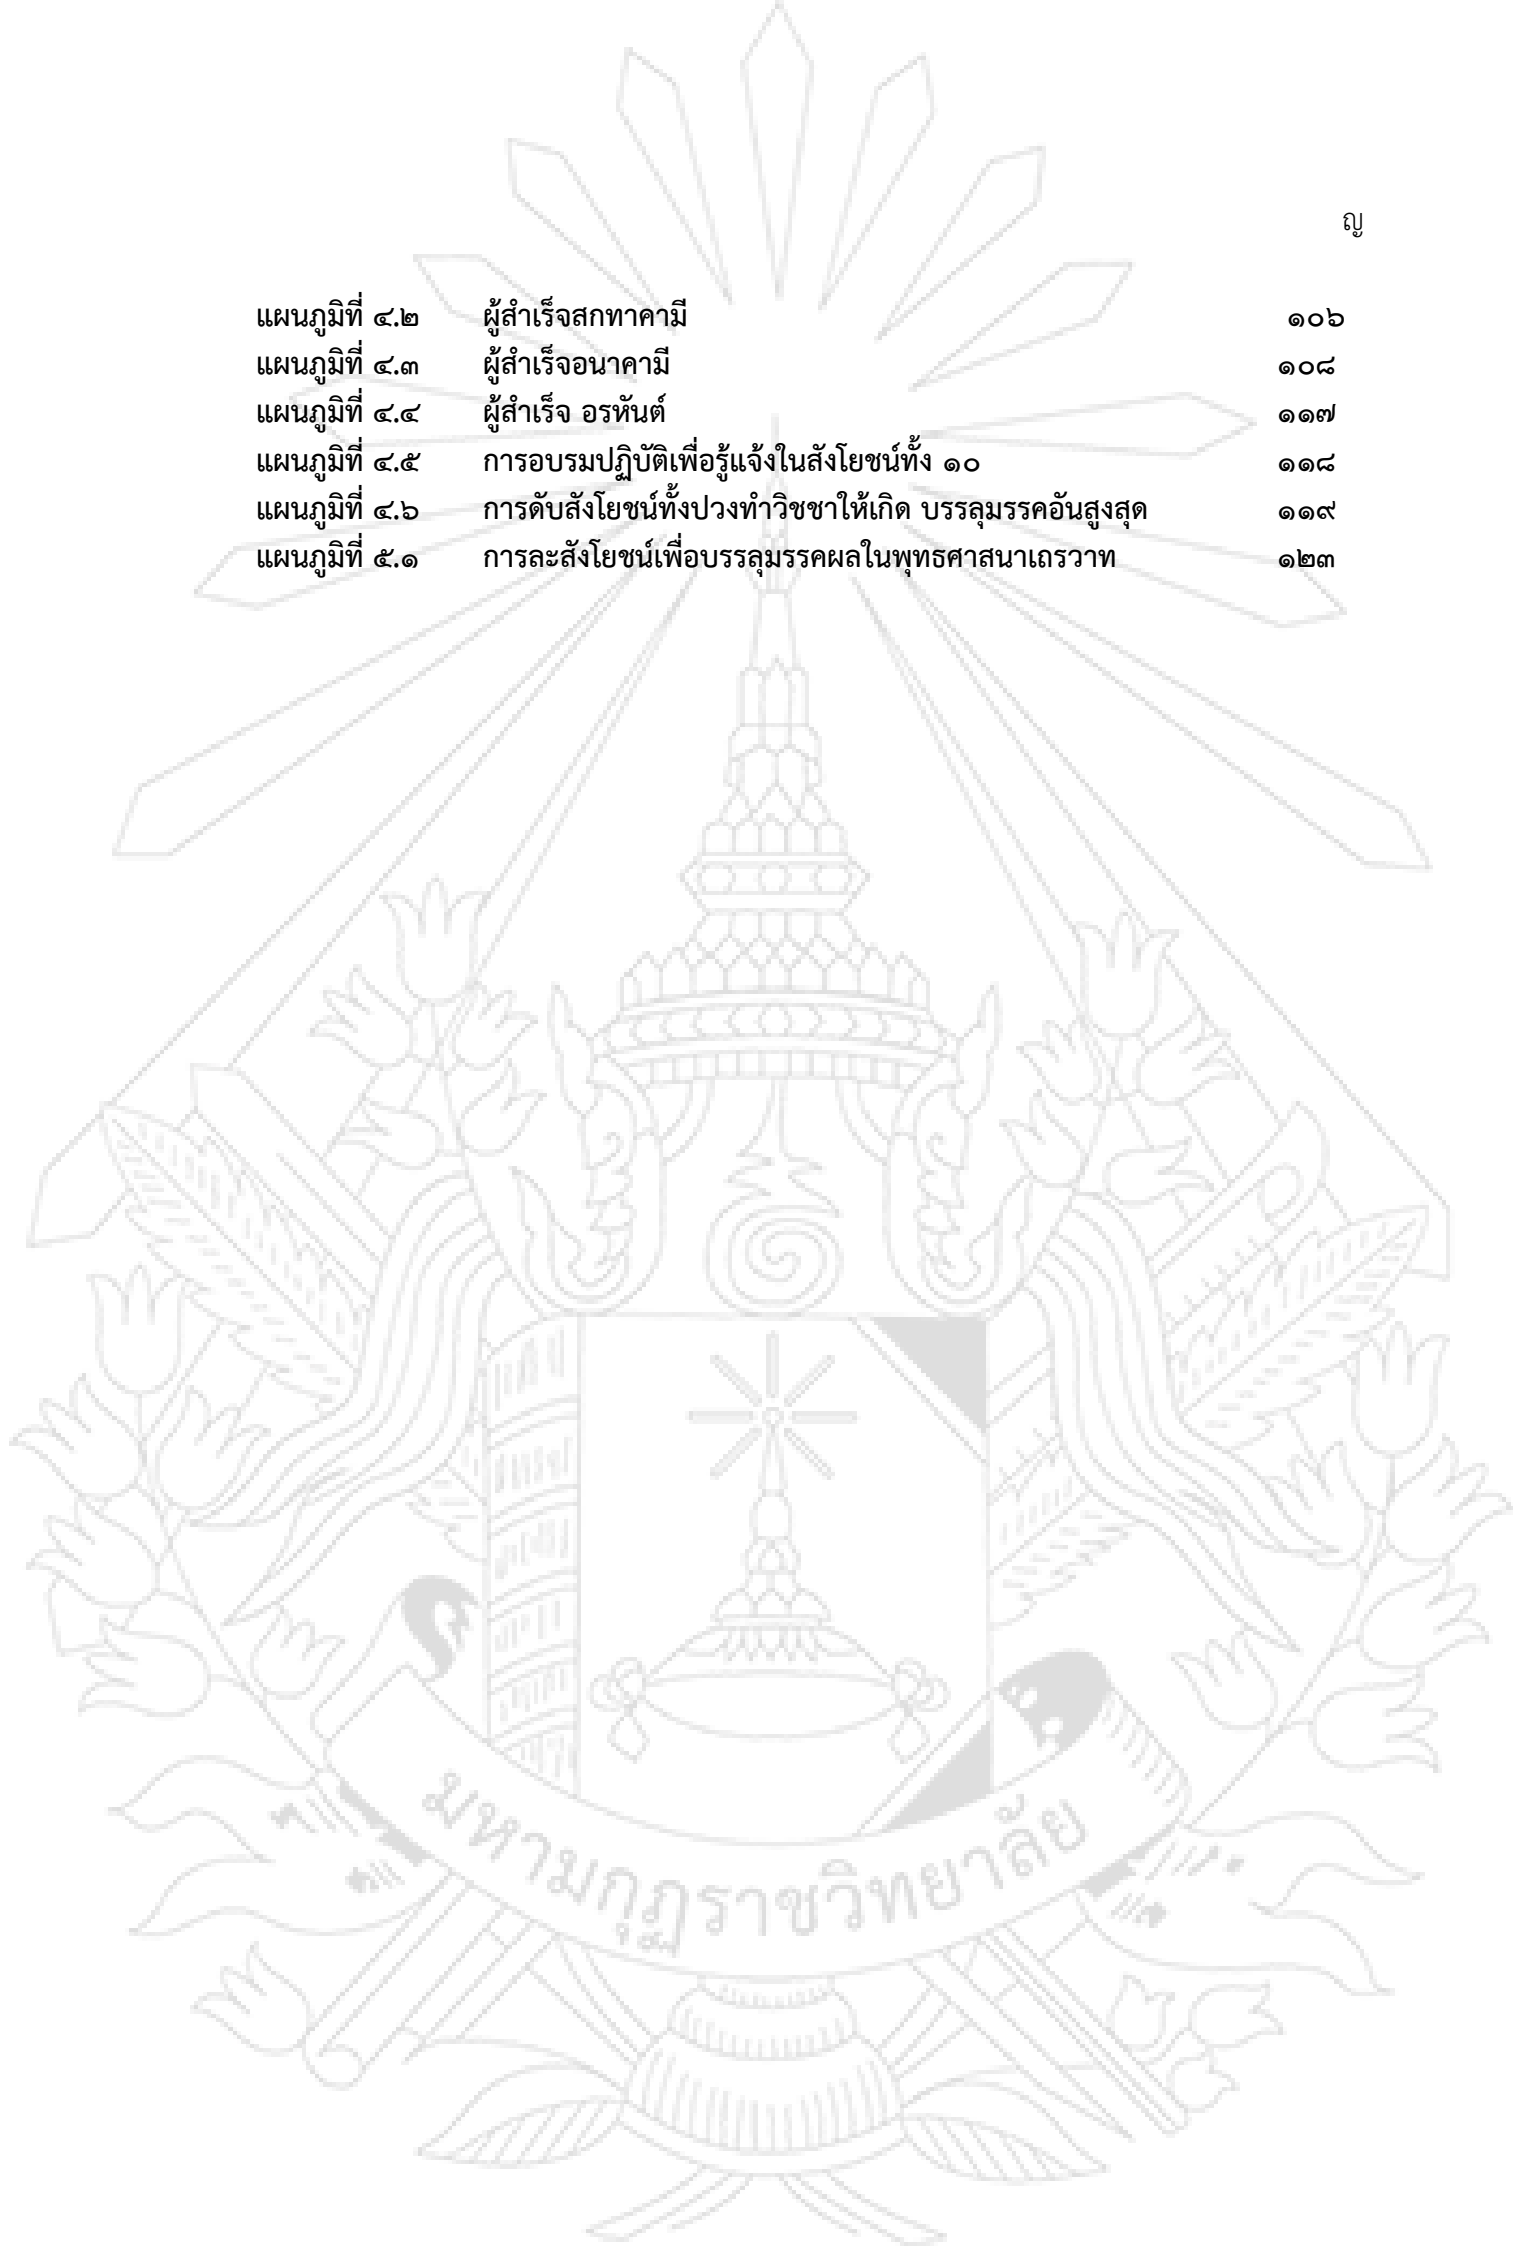 ญ
แผนภูมิที่ ๔.๒ ผู้สำเร็จสกทาคามี ๑๐๖
แผนภูมิที่ ๔.๓ ผู้สำเร็จอนาคามี ๑๐๘
แผนภูมิที่ ๔.๔ ผู้สำเร็จ อรหันต์ ๑๑๗
แผนภูมิที่ ๔.๕ การอบรมปฏิบัติเพื่อรู้แจ้งในสังโยชน์ทั้ง ๑๐ ๑๑๘
แผนภูมิที่ ๔.๖ การดับสังโยชน์ทั้งปวงทำวิชชาให้เกิด บรรลุมรรคอันสูงสุด ๑๑๙
แผนภูมิที่ ๕.๑ การละสังโยชน์เพื่อบรรลุมรรคผลในพุทธศาสนาเถรวาท ๑๒๓
มหามกุฏราชวิทยาลัย